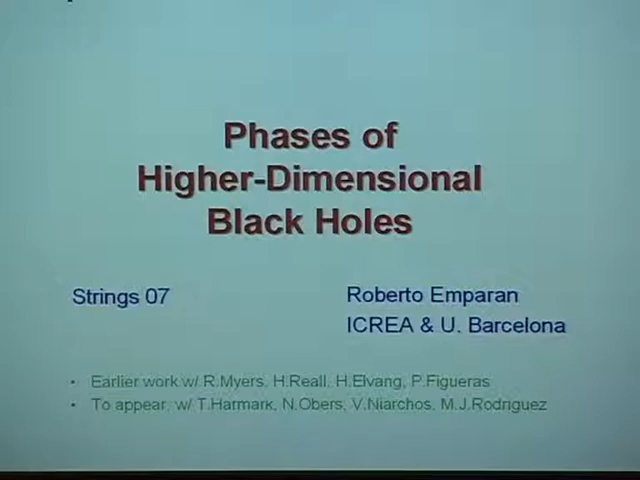 Phases of
Higher-Dimensional
Black Holes
Strings 07
Roberto Emparan
ICREA & U. Barcelona
• Earlier work w/ R.Myers, H.Reall, H.Elvang, P.Figueras
• To appear, w/ T.Harmark, N.Obers, V.Niarchos, M.J.Rodriguez